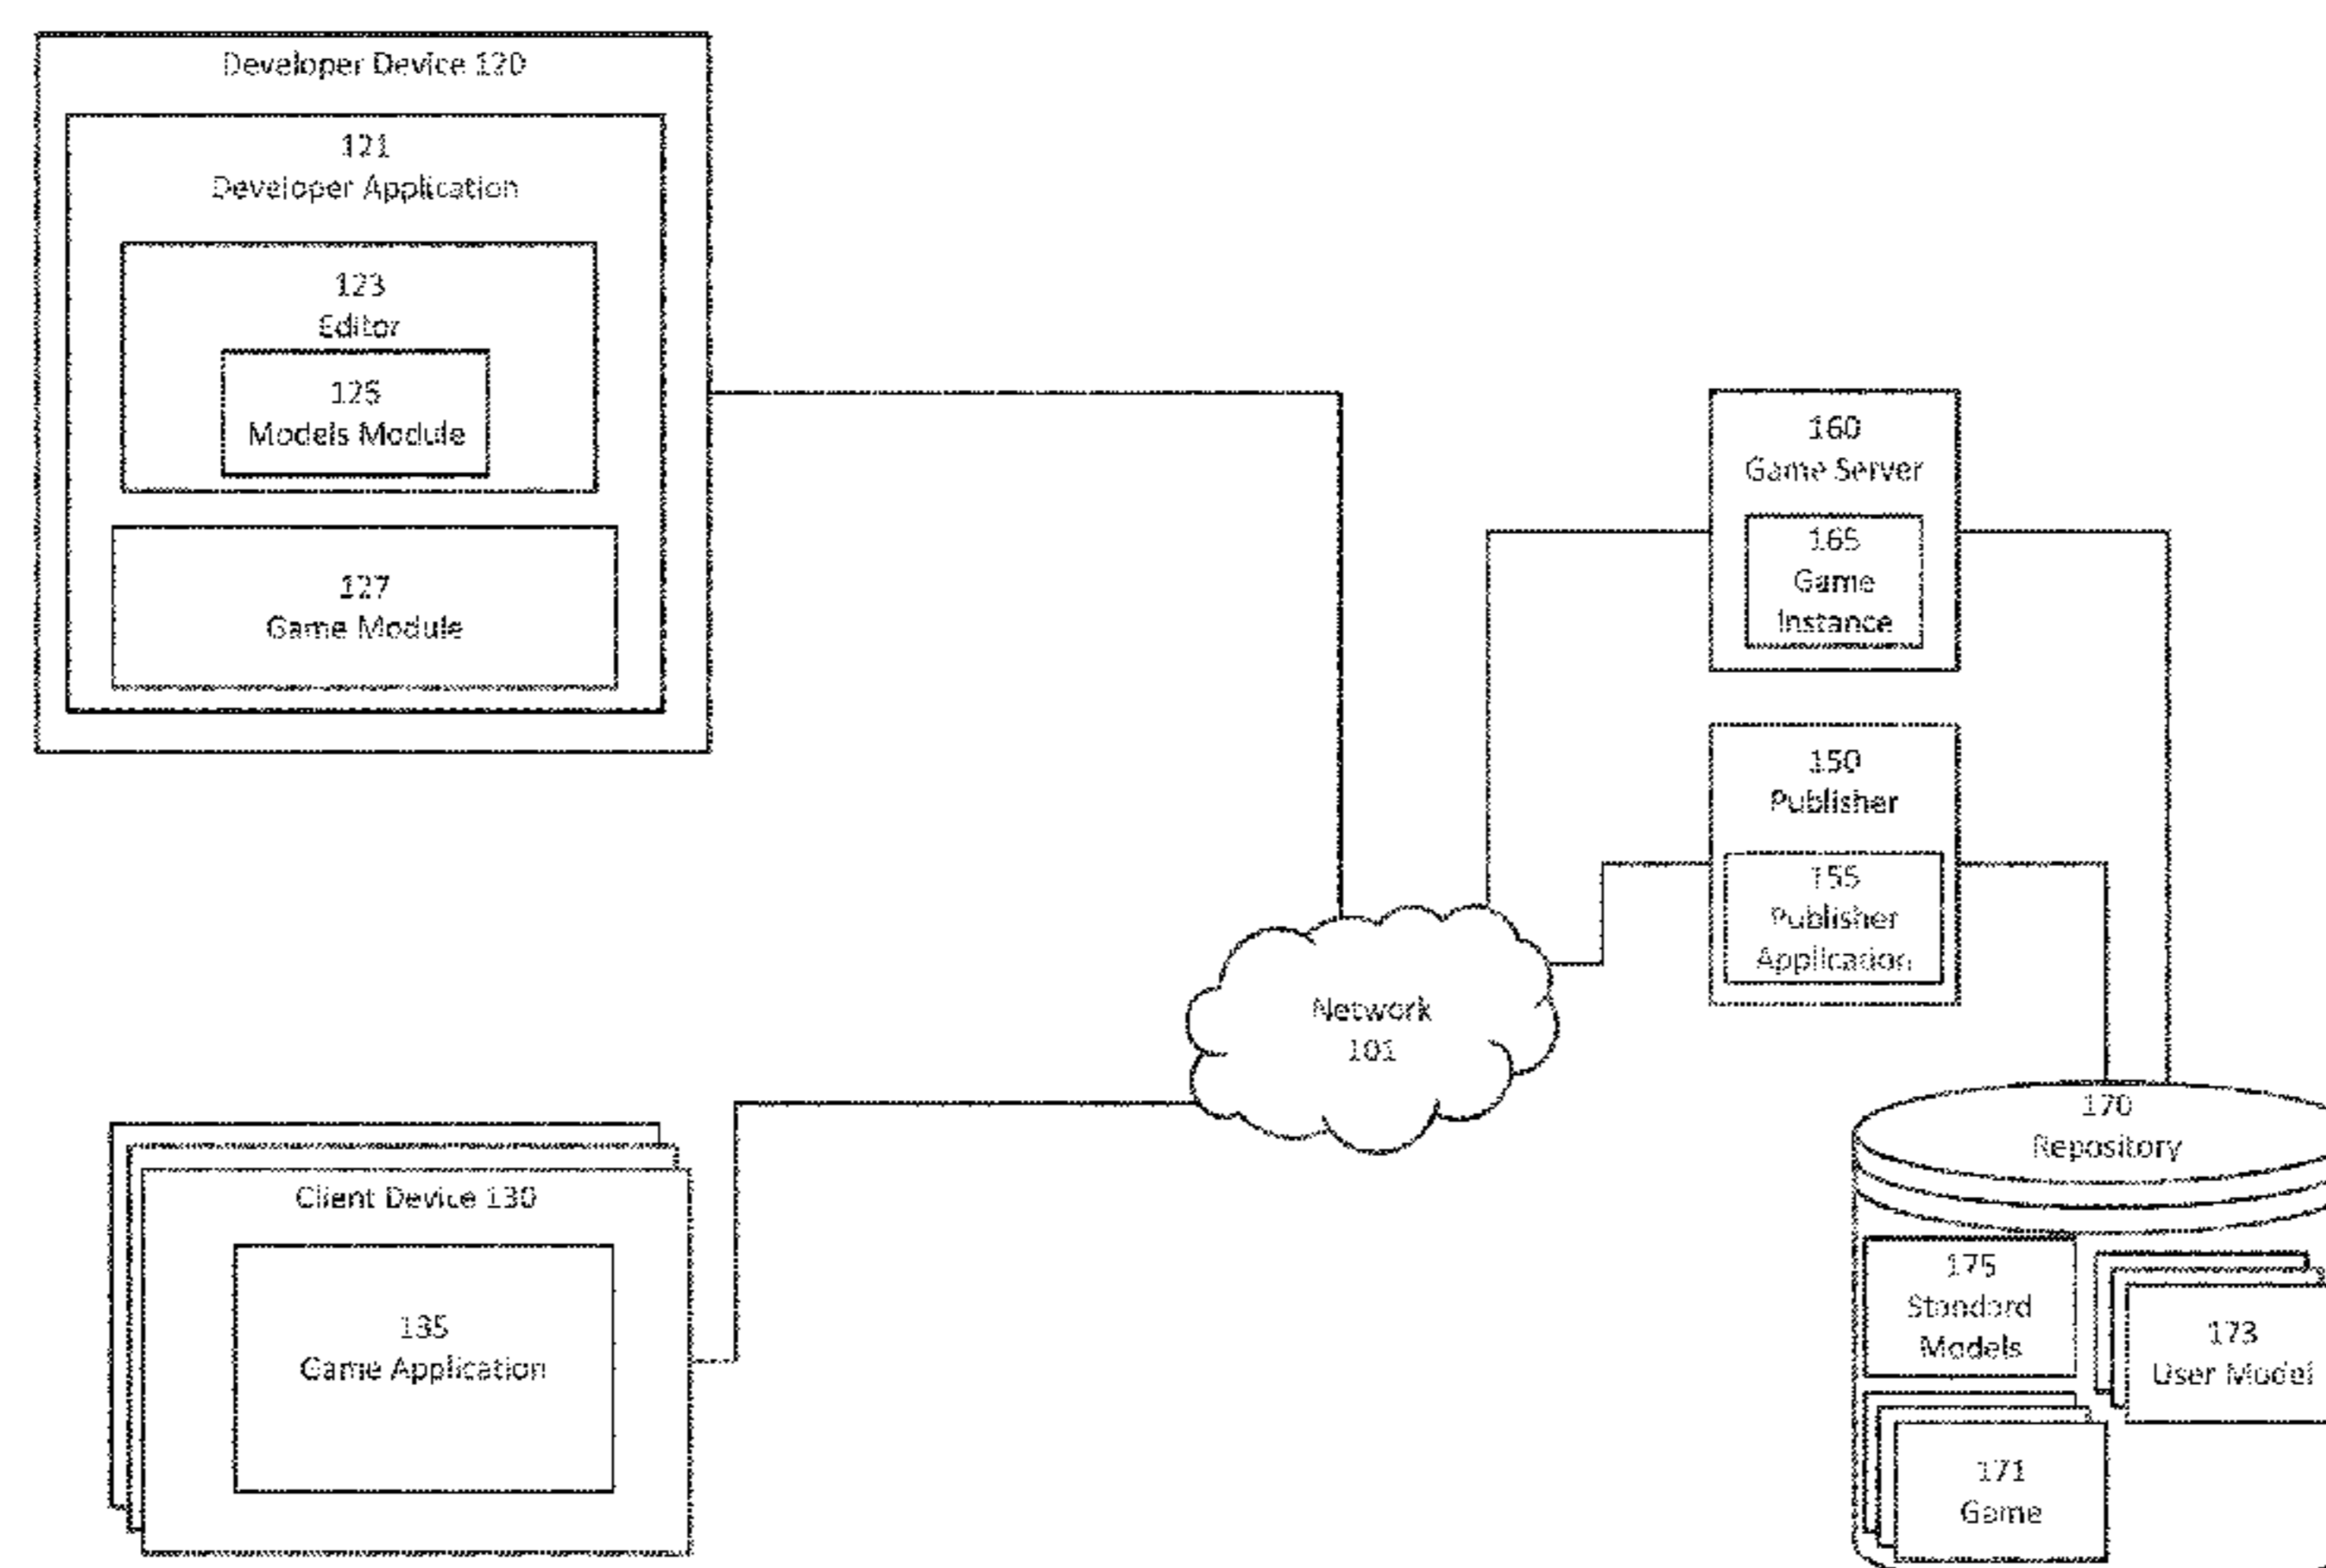 Developer Device 120
121
Developer Application
123
Editor
125
Models Module
127
Game Module
160
Game Server
165
Game
Instance
150
Publisher
155
Publisher
Application
Network
101
Client Device 130
135
Game Application
170
Repository
175
Standard
Models
173
User Model
171
Game